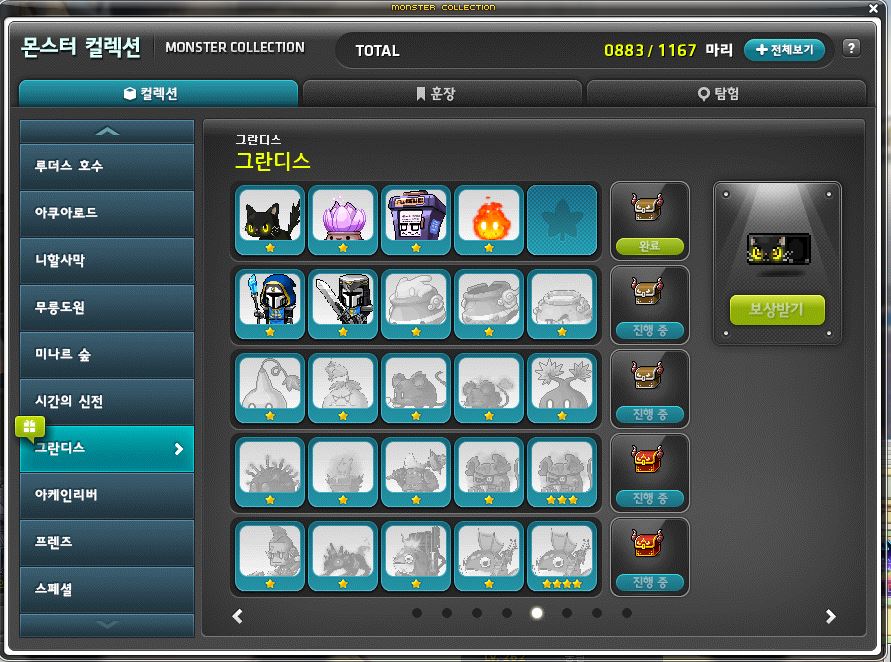 MONSTER COLLECTION
몬스터 컬렉션 MONSTER COLLECTION
TOTAL 0883 / 1167 마리 +전체보기 ?
컬렉션 훈장 탐험
루더스 호수
아쿠아로드
니할사막
무릉도원
미나르 숲
시간의 신전
그란디스
아케인리버
프렌즈
스페셜
그란디스
그란디스
완료
진행 중
진행 중
진행 중
진행 중
보상받기